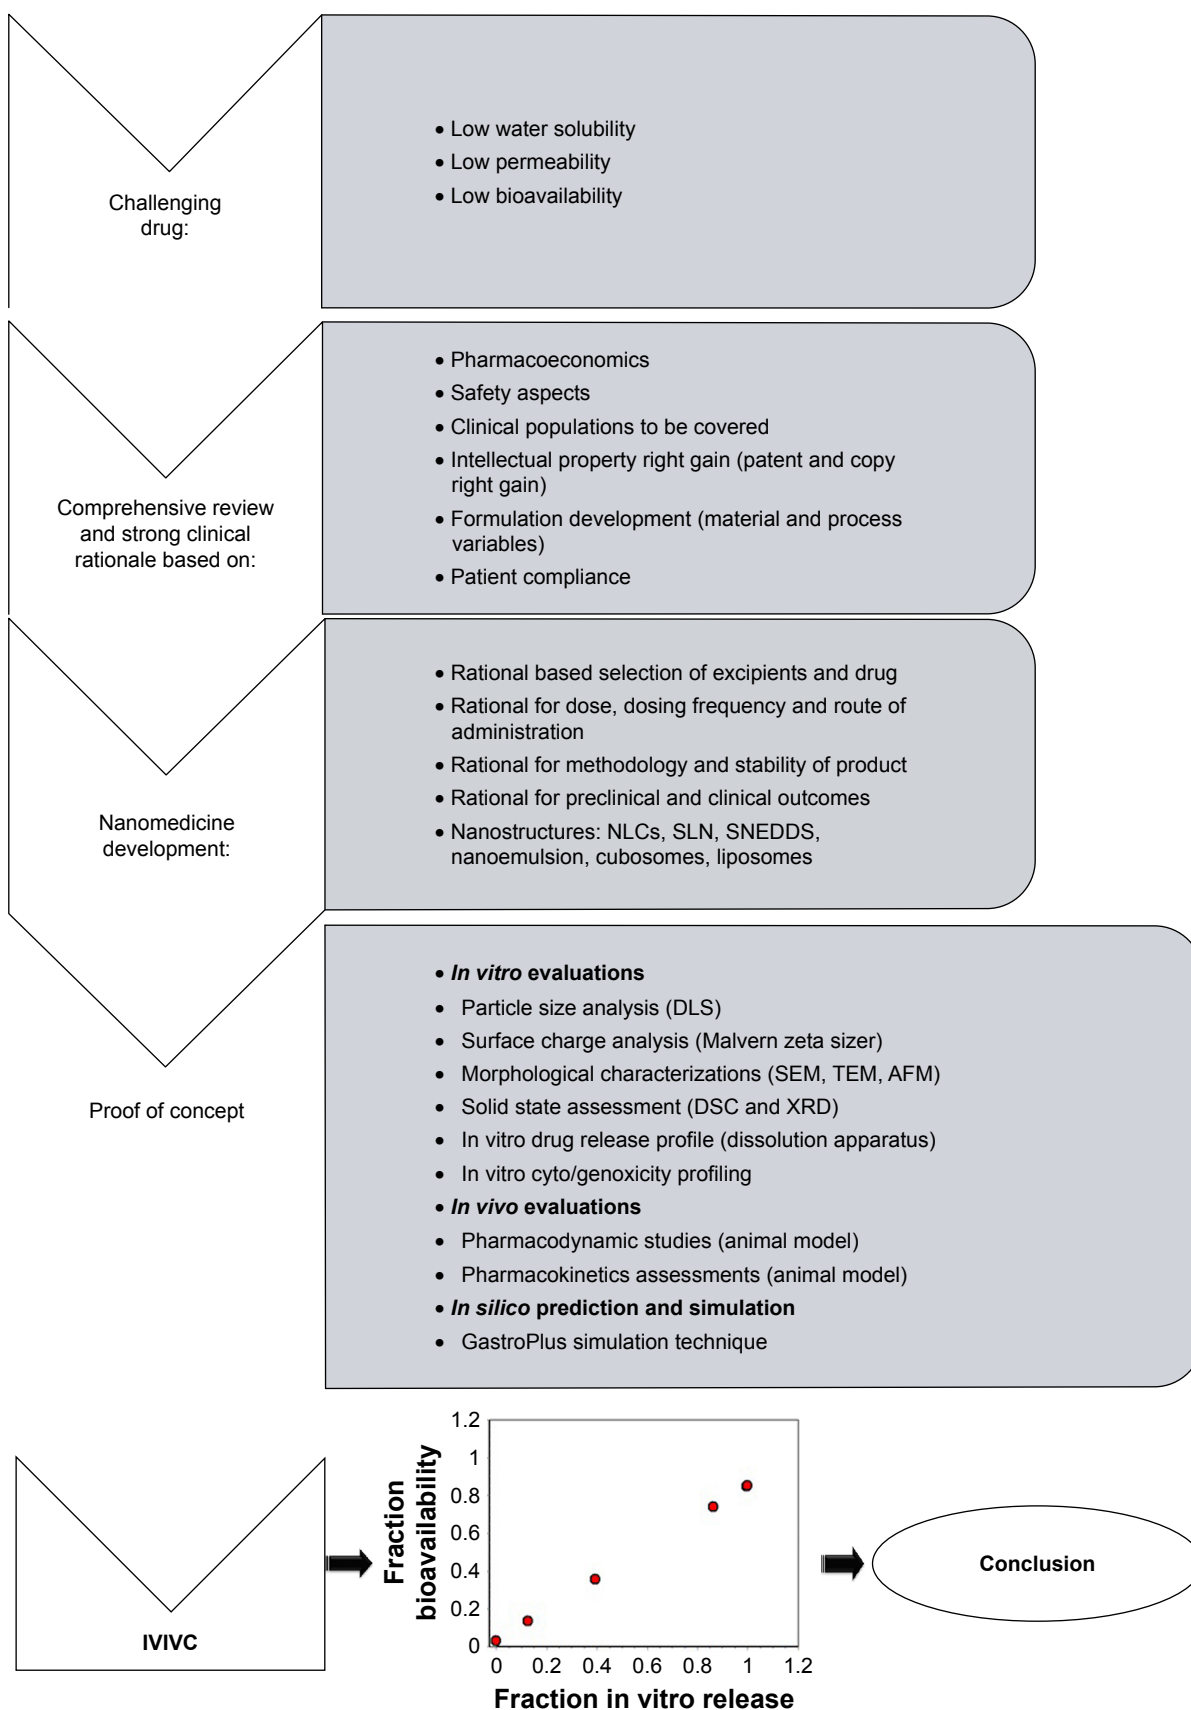 Challenging
drug:
• Low water solubility
• Low permeability
• Low bioavailability
Comprehensive review
and strong clinical
rationale based on:
• Pharmacoeconomics
• Safety aspects
• Clinical populations to be covered
• Intellectual property right gain (patent and copy
right gain)
• Formulation development (material and process
variables)
• Patient compliance
Nanomedicine
development:
• Rational based selection of excipients and drug
• Rational for dose, dosing frequency and route of
administration
• Rational for methodology and stability of product
• Rational for preclinical and clinical outcomes
• Nanostructures: NLCs, SLN, SNEDDS,
nanoemulsion, cubosomes, liposomes
Proof of concept
• In vitro evaluations
• Particle size analysis (DLS)
• Surface charge analysis (Malvern zeta sizer)
• Morphological characterizations (SEM, TEM, AFM)
• Solid state assessment (DSC and XRD)
• In vitro drug release profile (dissolution apparatus)
• In vitro cyto/genoxicity profiling
• In vivo evaluations
• Pharmacodynamic studies (animal model)
• Pharmacokinetics assessments (animal model)
• In silico prediction and simulation
• GastroPlus simulation technique
IVIVC
Fraction
bioavailability
1.2
1
0.8
0.6
0.4
0.2
0
0 0.2 0.4 0.6 0.8 1 1.2
Fraction in vitro release
Conclusion